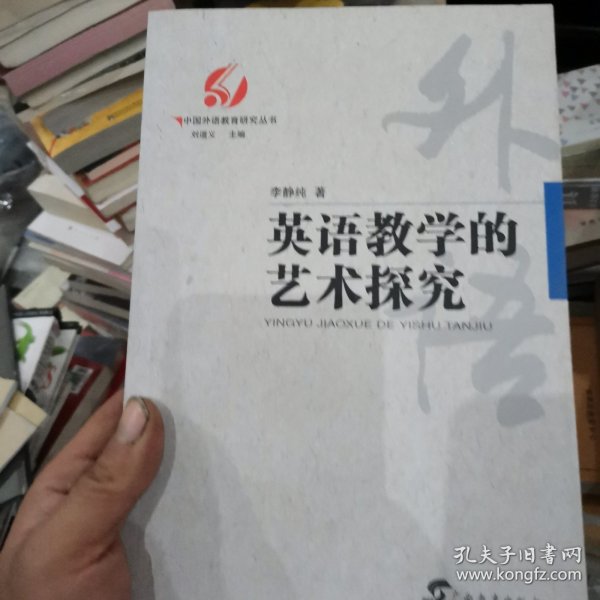 中国外语教育研究丛书
刘道义 主编
李静纯 著
英语教学的
艺术探究
YINGYU JIAOXUE DE YISHU TANJIU
外
语
孔夫子旧书网
www.kongfz.com